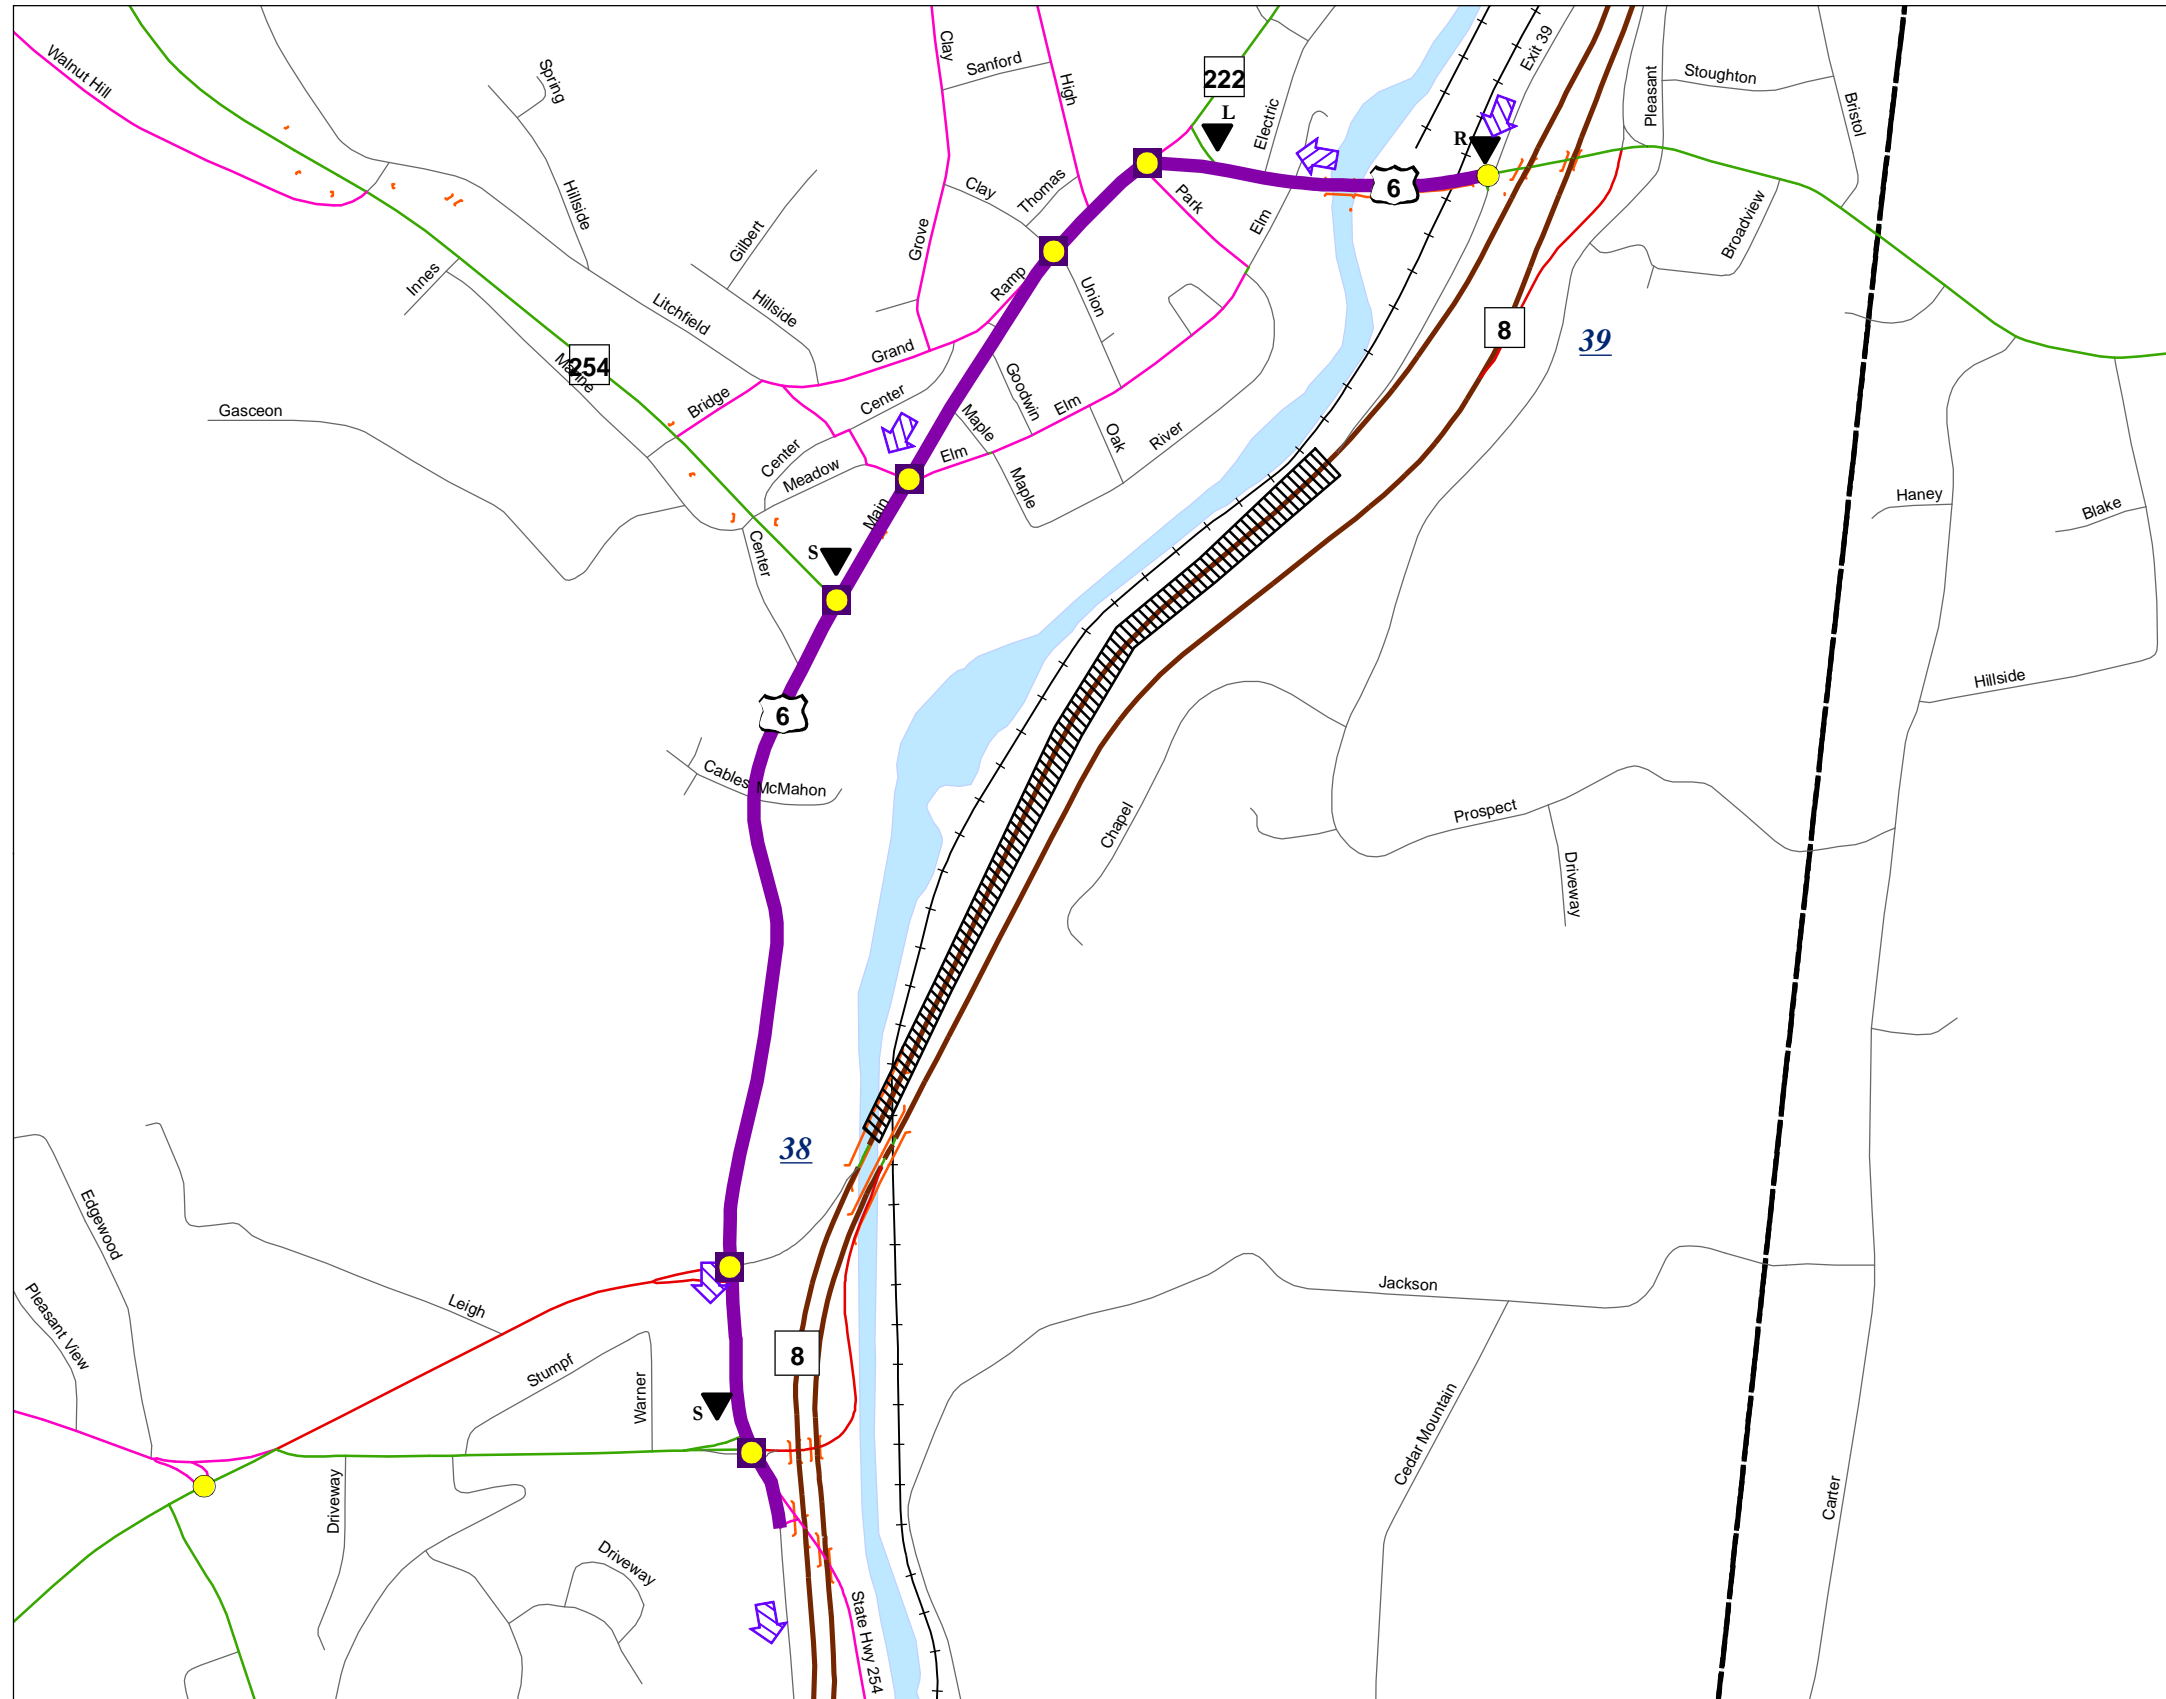 Walnut Hill
Spring
Clay
Sanford
High
222
L
Electric
Exit 39
Pleasant
Stoughton
Bristol
R
6
Hillside
Clay
Thomas
Park
Elm
Broadview
Grove
Gilbert
Innes
Litchfield
Hillside
Ramp
Union
8
39
254
Marine
Grand
Goodwin
Bridge
Center
Maple
Elm
Gasceon
Center
Meadow
Elm
Oak
River
Maple
Main
Haney
Blake
Center
S
Hillside
6
Cables
McMahon
Chapel
Prospect
Driveway
38
Edgewood
Pleasant View
Leigh
Jackson
Stumpf
Warner
8
S
Cedar Mountain
Carter
Driveway
Driveway
State Hwy 254